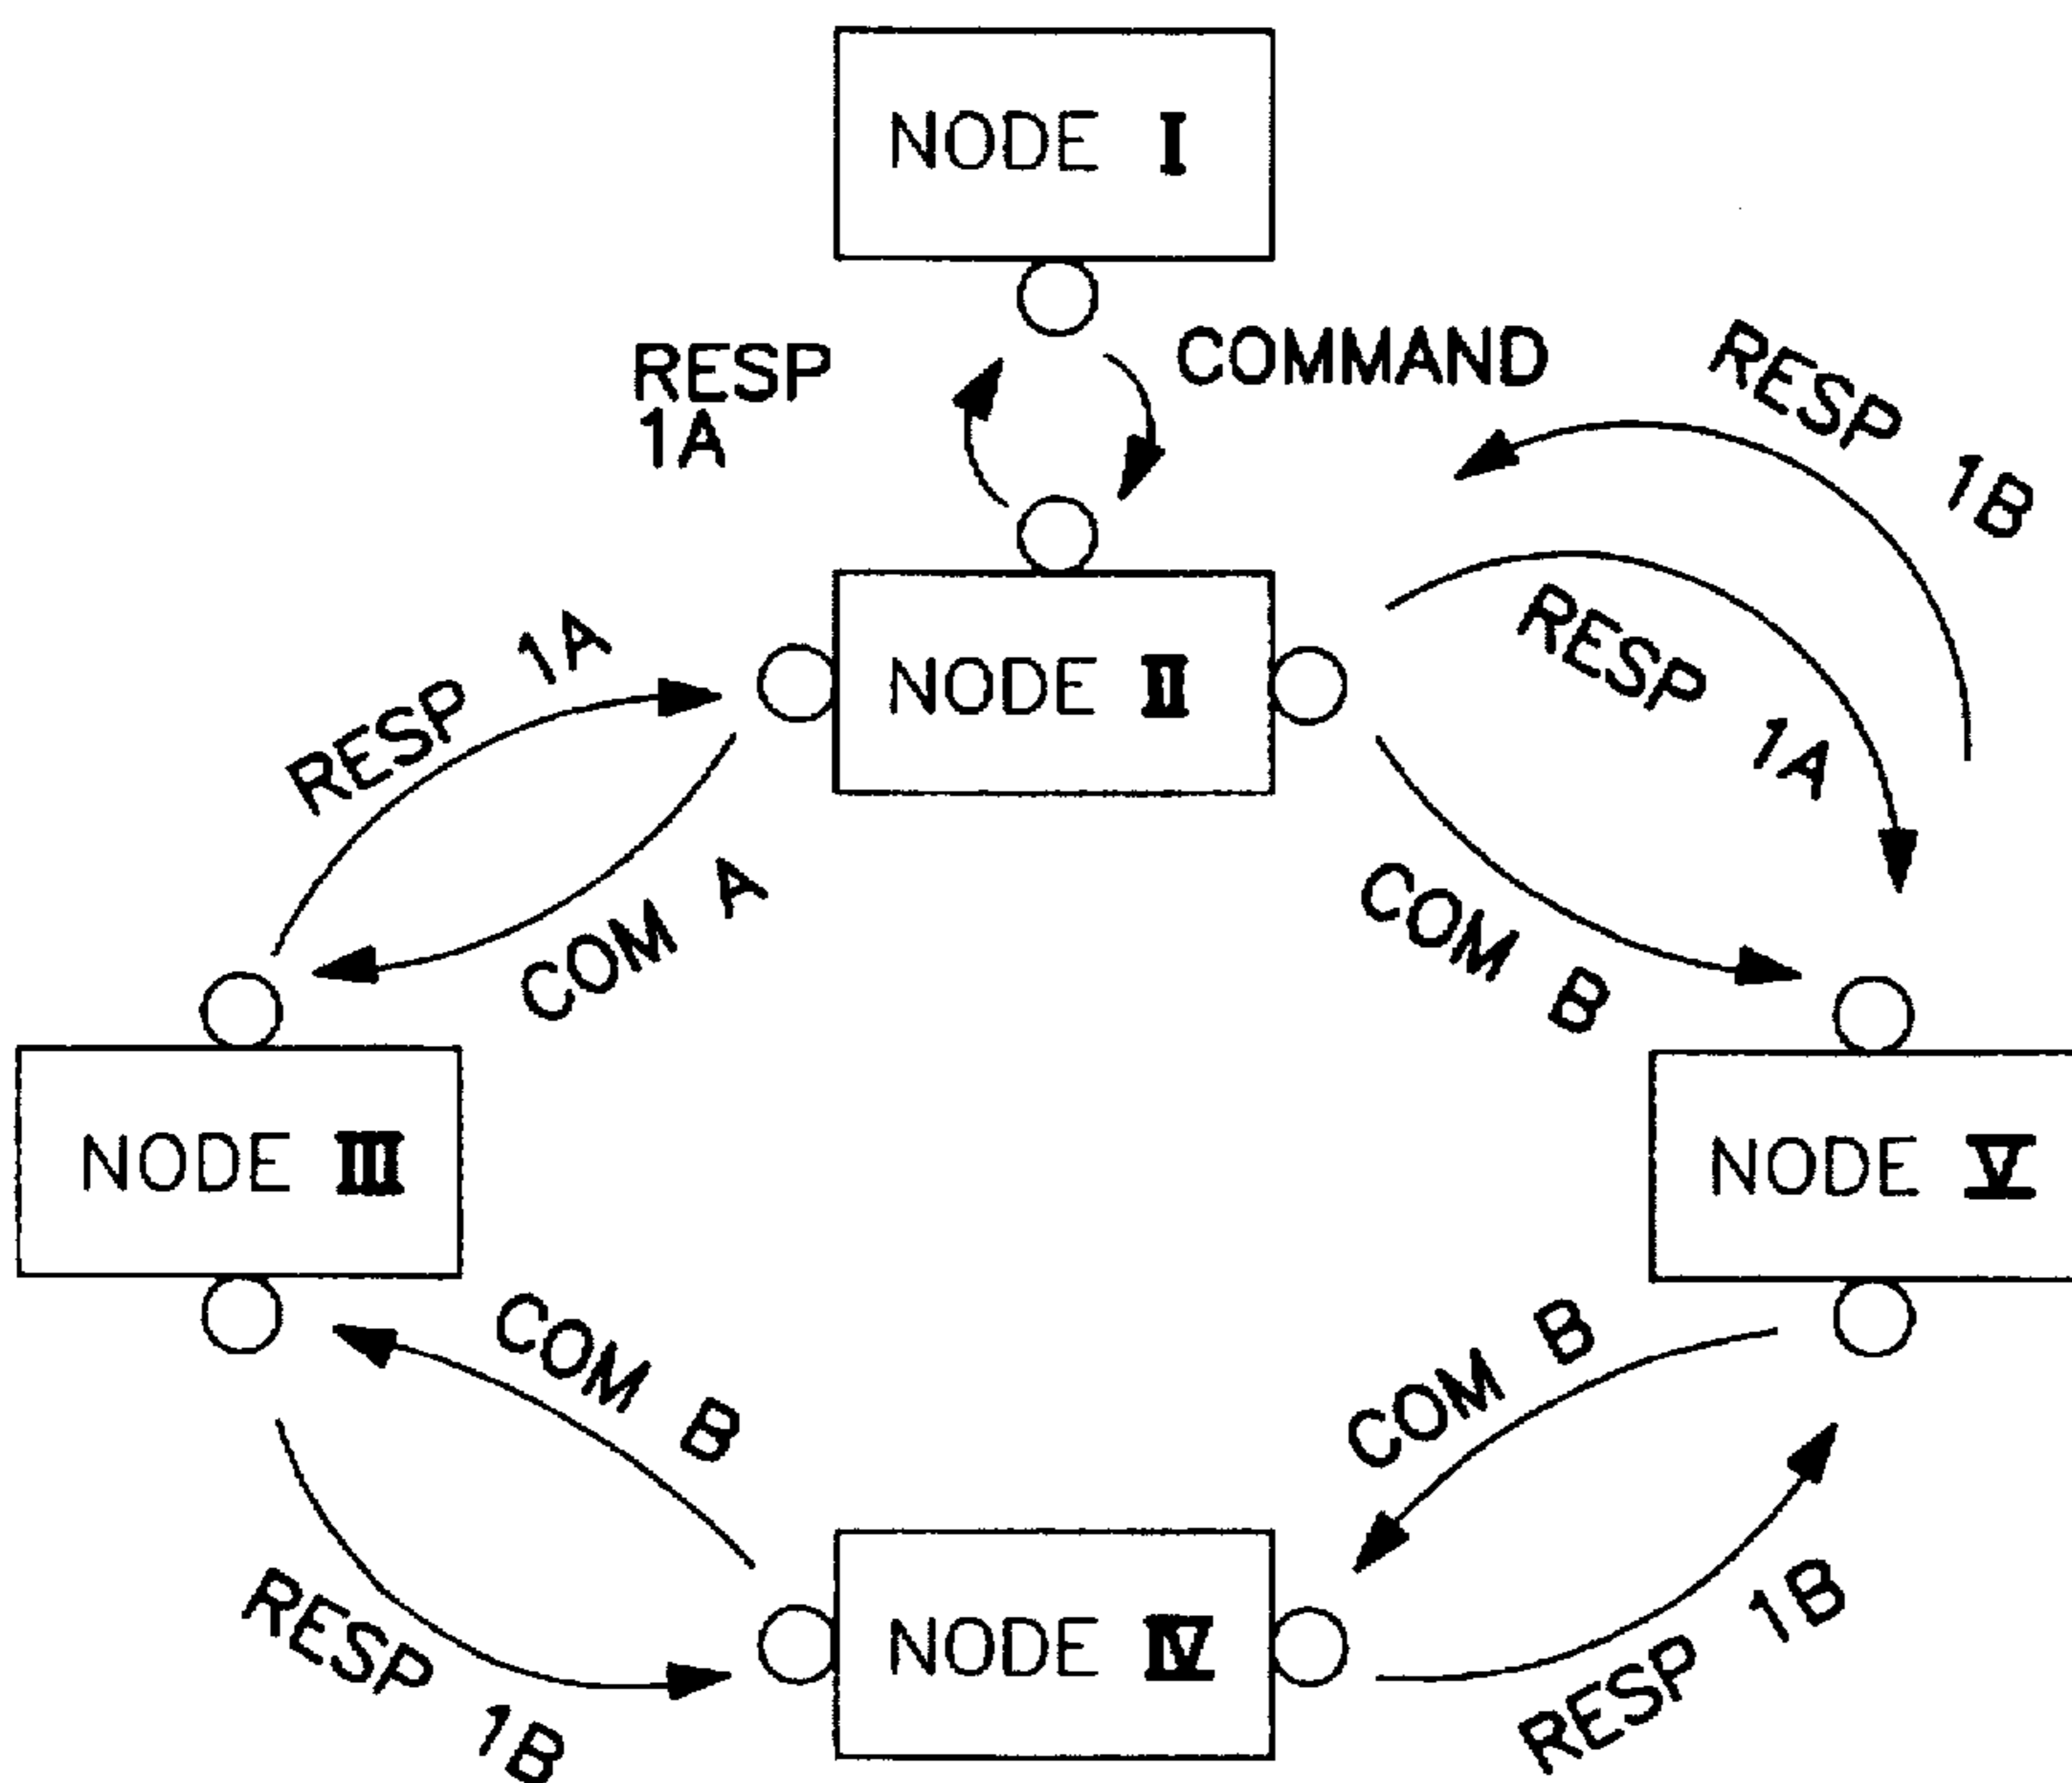 NODE I
RESP
1A
COMMAND
RESP 1B
RESP 1A
NODE II
RESP 1A
COM A
COM B
NODE III
NODE V
COM B
COM B
NODE IV
RESP 1B
RESP 1B